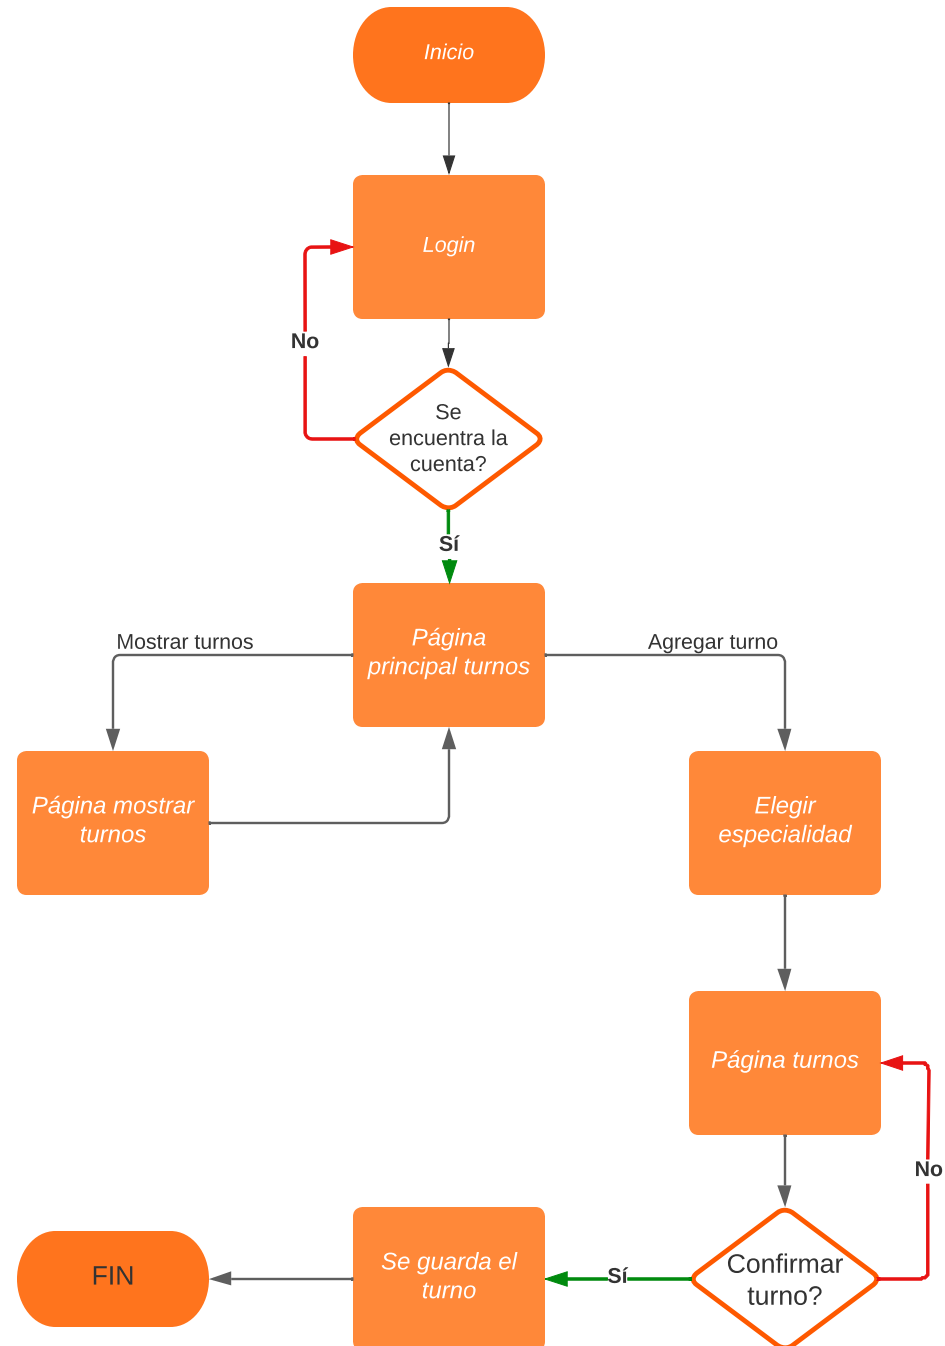 Inicio
Login
No
Se
encuentra la
cuenta?
Sí
Mostrar turnos
Página
principal turnos
Agregar turno
Página mostrar
turnos
Elegir
especialidad
Página turnos
No
Confirmar
turno?
Sí
Se guarda el
turno
FIN